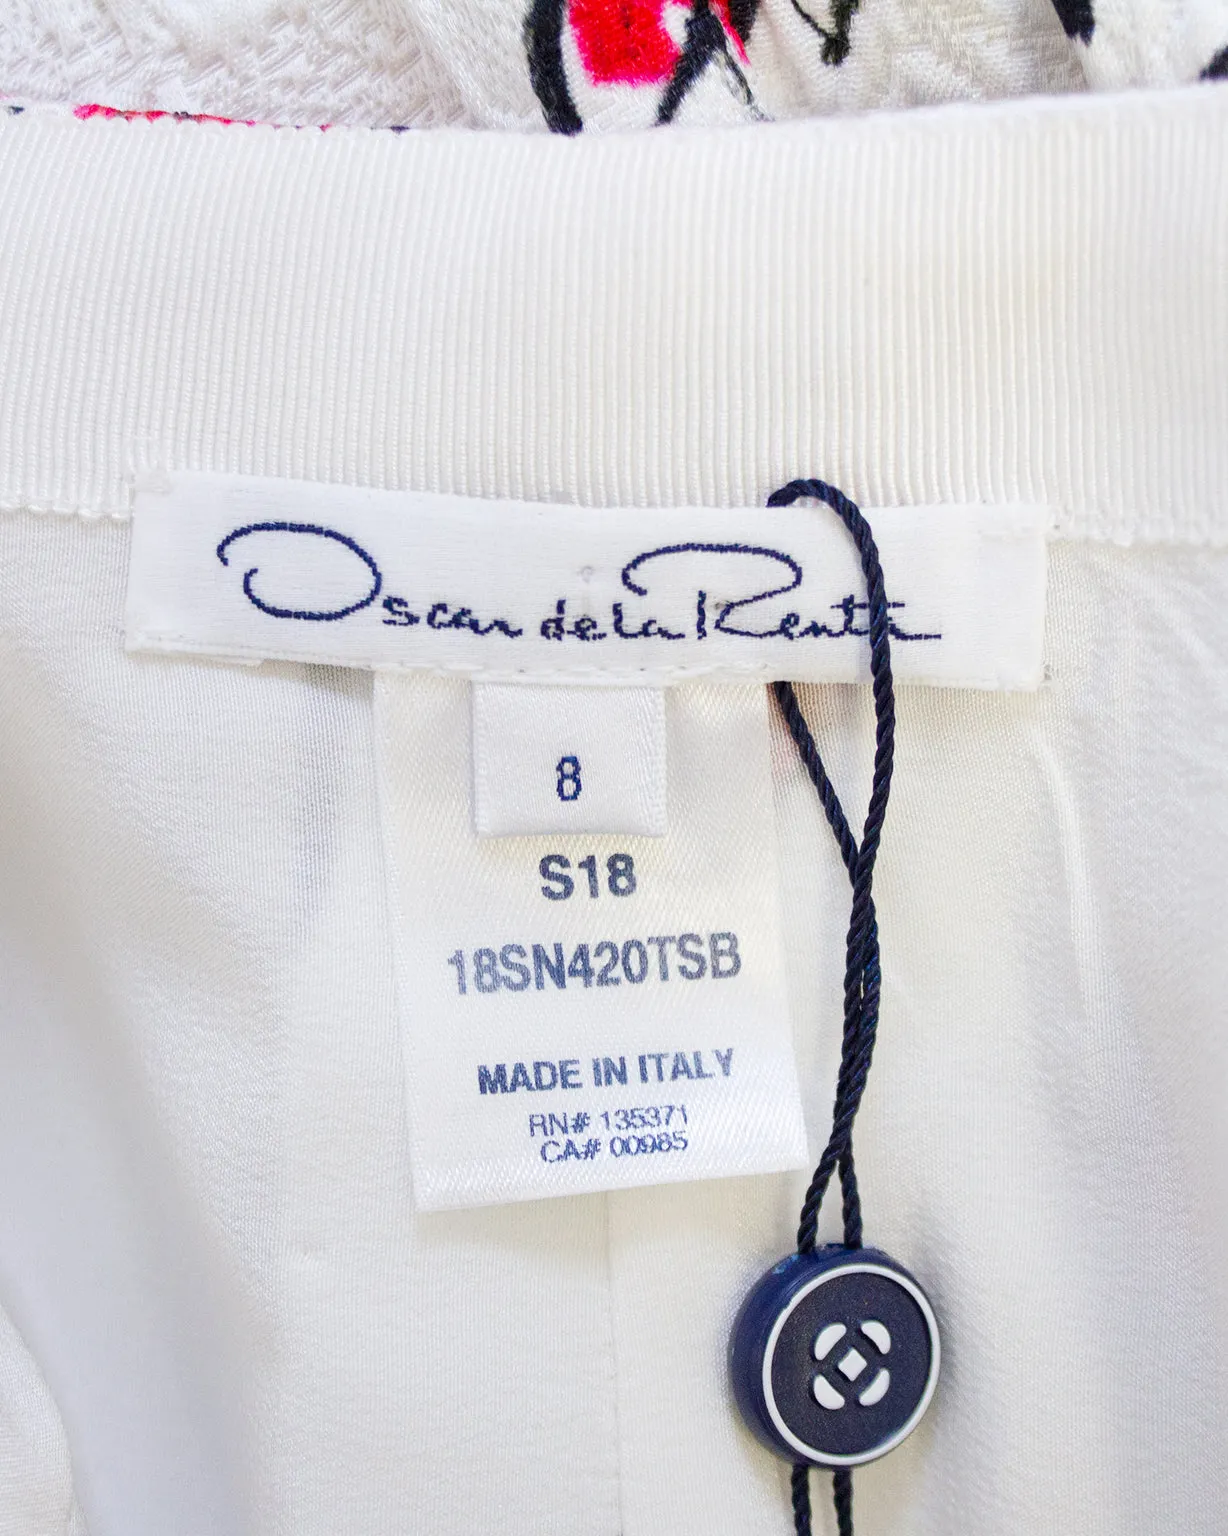 Oscar de la Renta
8
S18
18SN420TSB
MADE IN ITALY
RN# 135371
CA# 00985